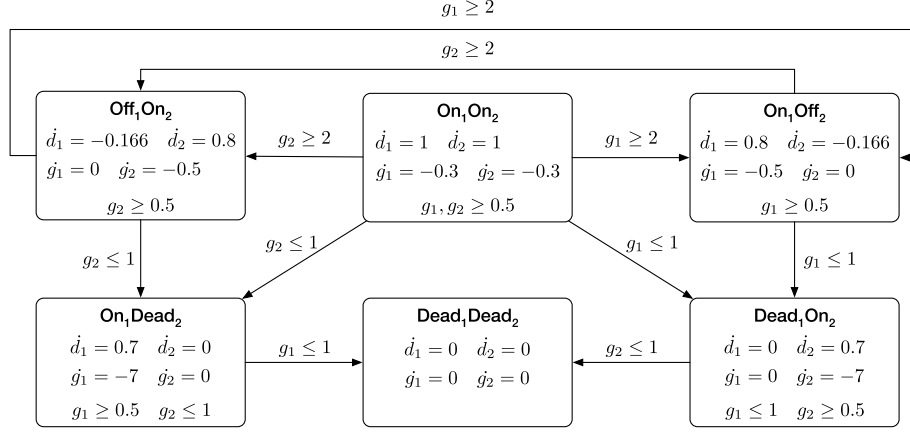 g₁ ≥ 2
g₂ ≥ 2
Off₁On₂
ḋ₁ = −0.166 ḋ₂ = 0.8
ġ₁ = 0 ġ₂ = −0.5
g₂ ≥ 0.5
g₂ ≥ 2
On₁On₂
ḋ₁ = 1 ḋ₂ = 1
ġ₁ = −0.3 ġ₂ = −0.3
g₁, g₂ ≥ 0.5
g₁ ≥ 2
On₁Off₂
ḋ₁ = 0.8 ḋ₂ = −0.166
ġ₁ = −0.5 ġ₂ = 0
g₁ ≥ 0.5
g₂ ≤ 1
g₂ ≤ 1
g₁ ≤ 1
g₁ ≤ 1
On₁Dead₂
ḋ₁ = 0.7 ḋ₂ = 0
ġ₁ = −7 ġ₂ = 0
g₁ ≥ 0.5 g₂ ≤ 1
g₁ ≤ 1
Dead₁Dead₂
ḋ₁ = 0 ḋ₂ = 0
ġ₁ = 0 ġ₂ = 0
g₂ ≤ 1
Dead₁On₂
ḋ₁ = 0 ḋ₂ = 0.7
ġ₁ = 0 ġ₂ = −7
g₁ ≤ 1 g₂ ≥ 0.5